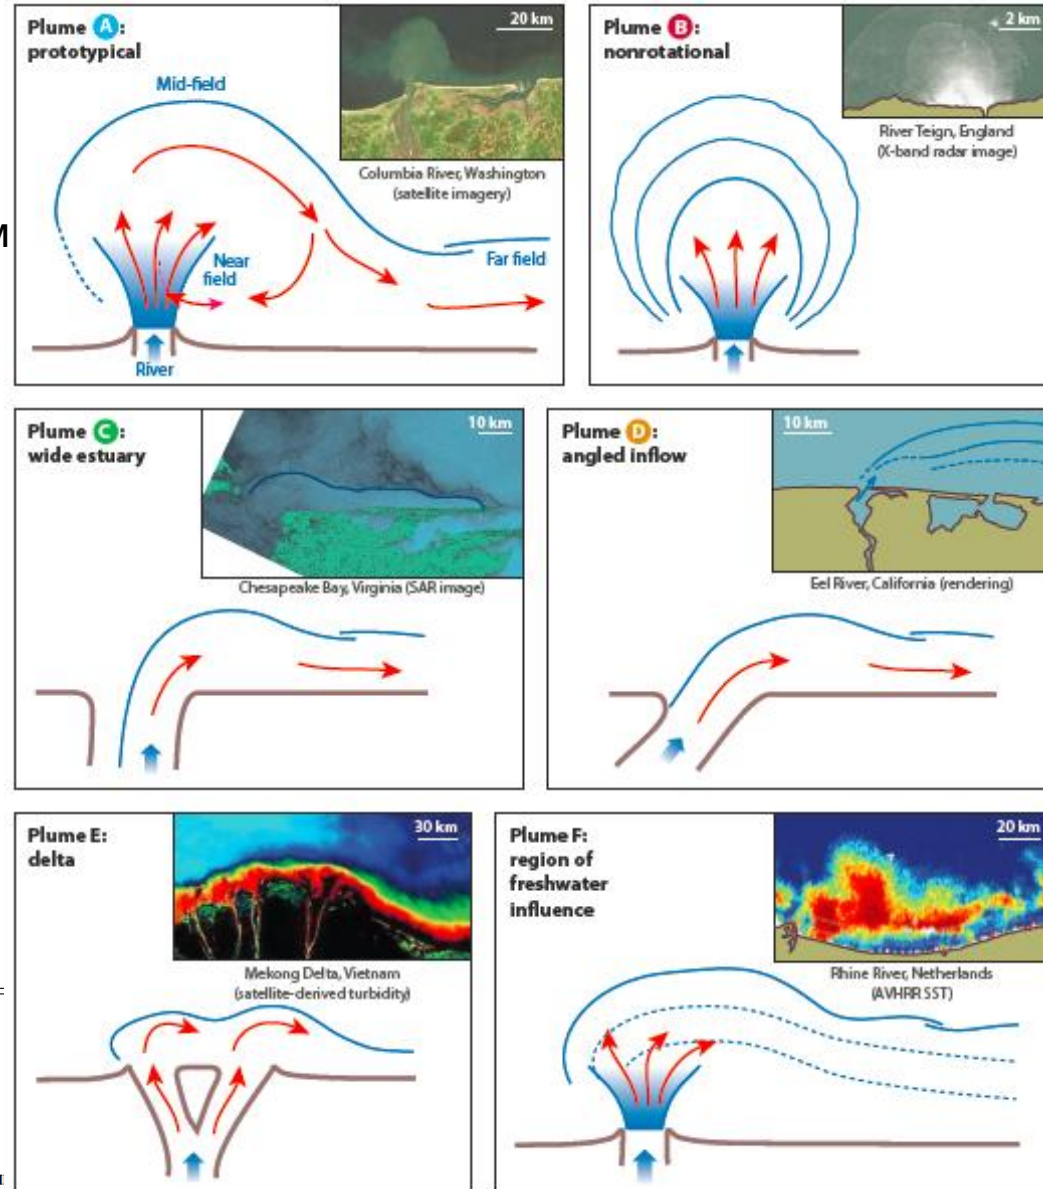 Plume A:
prototypical
20 km
Mid-field
Columbia River, Washington
(satellite imagery)
Near
field
Far field
River
Plume B:
nonrotational
2 km
River Teign, England
(X-band radar image)
M
Plume C:
wide estuary
10 km
Chesapeake Bay, Virginia (SAR image)
Plume D:
angled inflow
10 km
Eel River, California (rendering)
Plume E:
delta
30 km
Mekong Delta, Vietnam
(satellite-derived turbidity)
Plume F:
region of
freshwater
influence
20 km
Rhine River, Netherlands
(AVHRR SST)